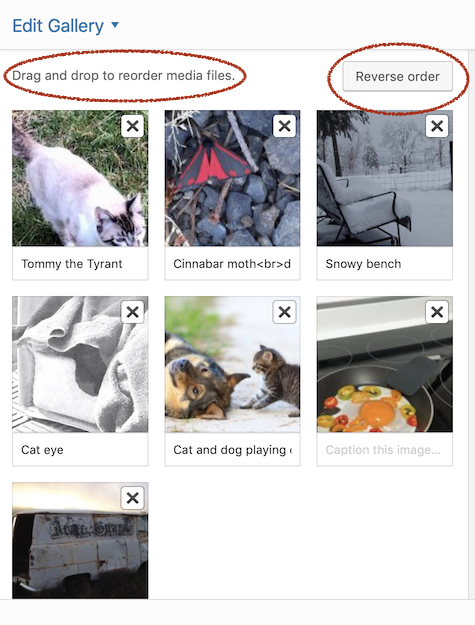 Edit Gallery
Drag and drop to reorder media files.
Reverse order
Tommy the Tyrant
Cinnabar moth<br>d
Snowy bench
Cat eye
Cat and dog playing
Caption this image...